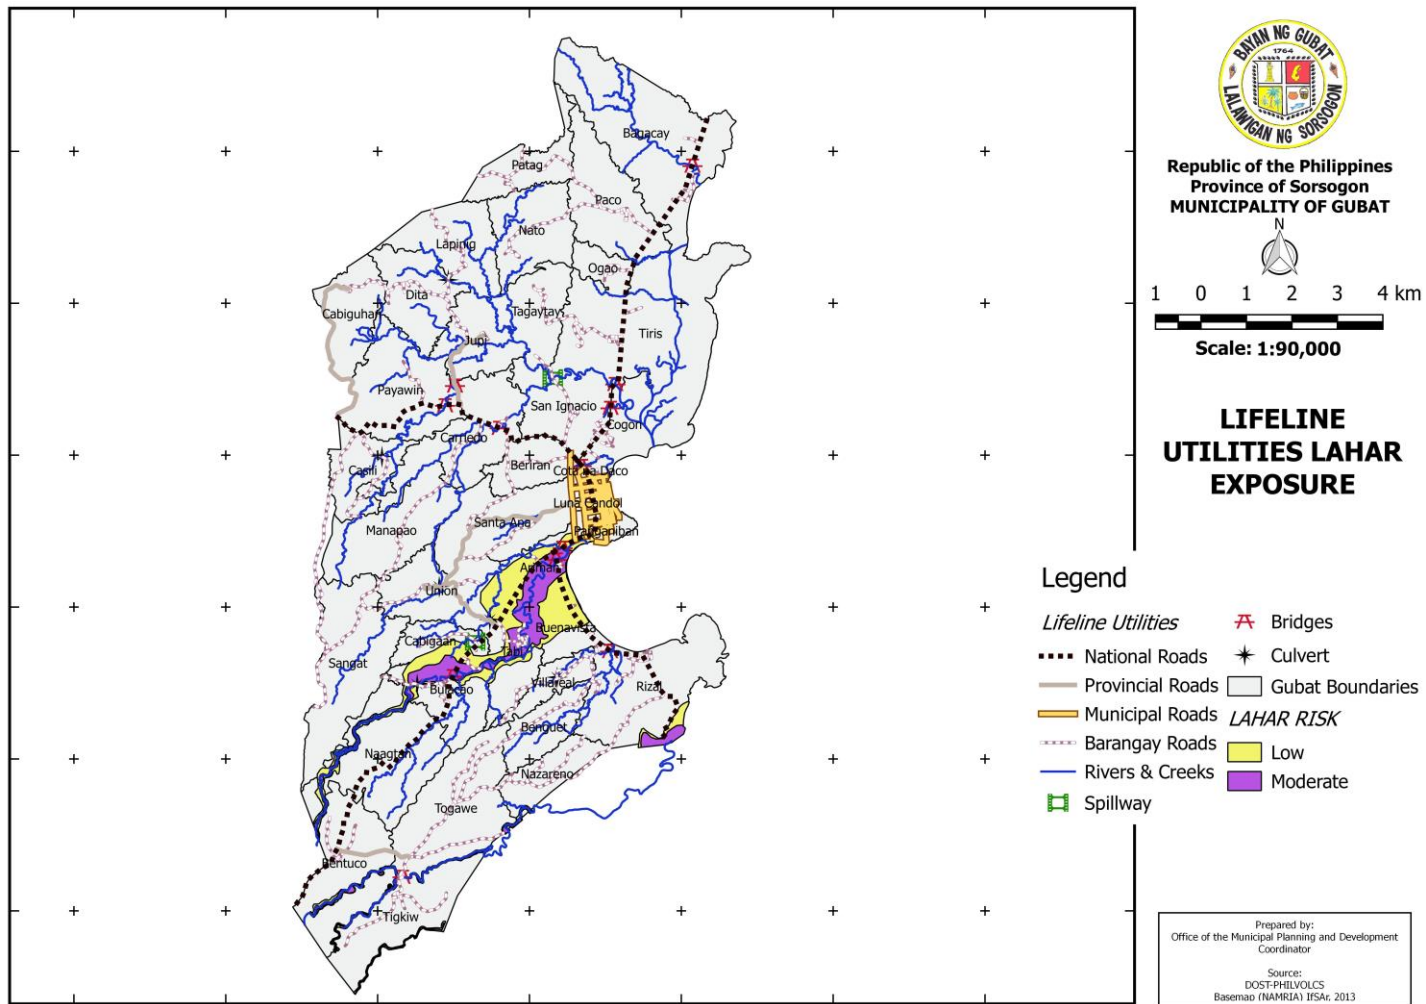 BAYAN NG GUBAT
1764
LALAWIGAN NG SORSOGON
Republic of the Philippines
Province of Sorsogon
MUNICIPALITY OF GUBAT
N
1 0 1 2 3 4 km
Scale: 1:90,000
LIFELINE
UTILITIES LAHAR
EXPOSURE
Bagacay
Patag
Paco
Nato
Lapinig
Ogao
Dita
Cabiguhan
Tagaytay
Tiris
Jupi
Payawin
San Ignacio
Cogon
Carriedo
Beriran
Casili
Cota na Daco
Luna Candol
Santa Ana
Manapao
Panganiban
Ariman
Union
Buenavista
Cabigaan
Tabi
Sangat
Bulacao
Villareal
Rizal
Benguet
Naagtan
Nazareno
Togawe
Bentuco
Tigkiw
Legend
Lifeline Utilities
National Roads
Provincial Roads
Municipal Roads
Barangay Roads
Rivers & Creeks
Spillway
Bridges
Culvert
Gubat Boundaries
LAHAR RISK
Low
Moderate
Prepared by:
Office of the Municipal Planning and Development
Coordinator
Source:
DOST-PHILVOLCS
Basemap (NAMRIA) IfSAr, 2013